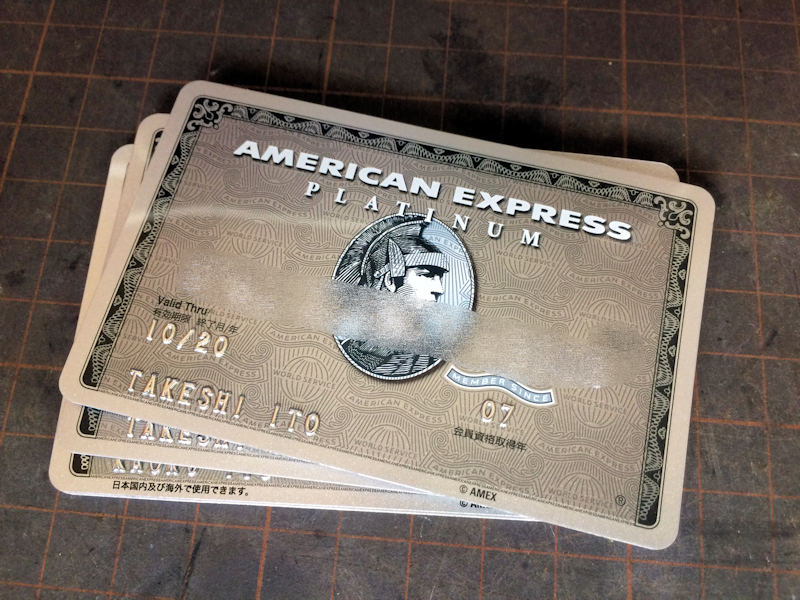 AMERICAN EXPRESS
PLATINUM
Valid Thru
有効期限 終了月/年
10/20
MEMBER SINCE
TAKESHI ITO
07
会員資格取得年
© AMEX
®
TAKESHI
日本国内及び海外で使用できます。
© AMEX